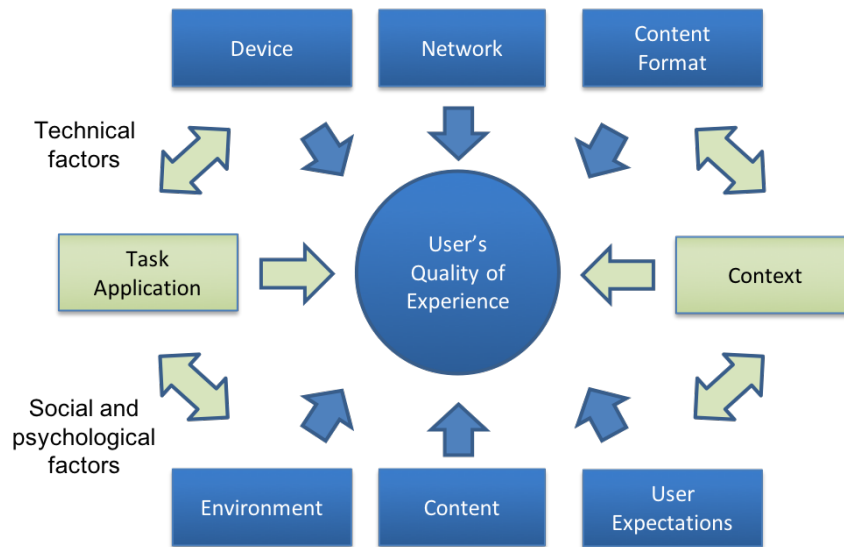 Device
Network
Content
Format
Technical
factors
Task
Application
User's
Quality of
Experience
Context
Social and
psychological
factors
Environment
Content
User
Expectations